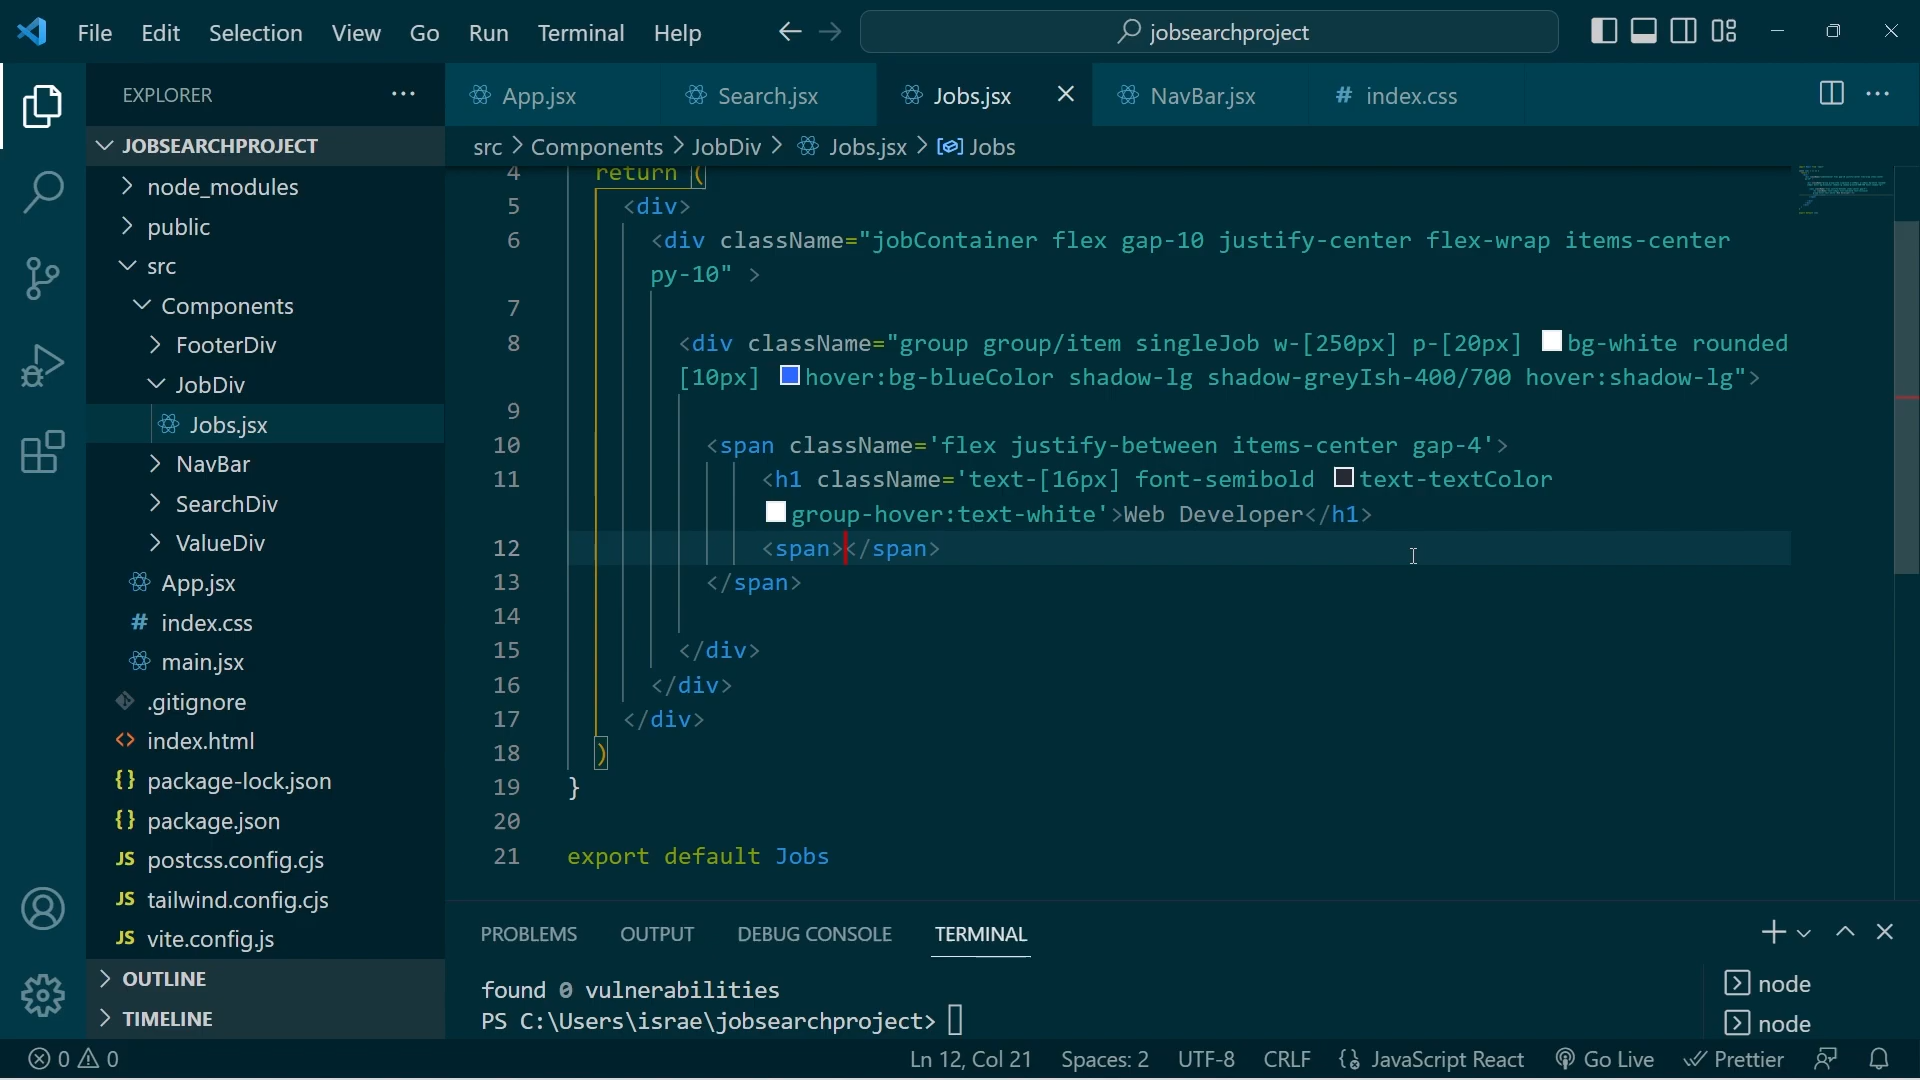 File Edit Selection View Go Run Terminal Help
jobsearchproject
EXPLORER
App.jsx
Search.jsx
Jobs.jsx
NavBar.jsx
# index.css
JOBSEARCHPROJECT
node_modules
public
src
Components
FooterDiv
JobDiv
Jobs.jsx
NavBar
SearchDiv
ValueDiv
App.jsx
# index.css
main.jsx
.gitignore
<> index.html
{} package-lock.json
{} package.json
JS postcss.config.cjs
JS tailwind.config.cjs
JS vite.config.js
OUTLINE
TIMELINE
src > Components > JobDiv > Jobs.jsx > Jobs
4 return (
5 <div>
6 <div className="jobContainer flex gap-10 justify-center flex-wrap items-center
py-10" >
7
8 <div className="group group/item singleJob w-[250px] p-[20px] bg-white rounded
[10px] hover:bg-blueColor shadow-lg shadow-greyIsh-400/700 hover:shadow-lg">
9
10 <span className='flex justify-between items-center gap-4'>
11 <h1 className='text-[16px] font-semibold text-textColor
group-hover:text-white'>Web Developer</h1>
12 <span></span>
13 </span>
14
15 </div>
16 </div>
17 </div>
18 )
19 }
20
21 export default Jobs
PROBLEMS OUTPUT DEBUG CONSOLE TERMINAL
found 0 vulnerabilities
PS C:\Users\israe\jobsearchproject>
node
node
0 0
Ln 12, Col 21 Spaces: 2 UTF-8 CRLF {} JavaScript React Go Live Prettier